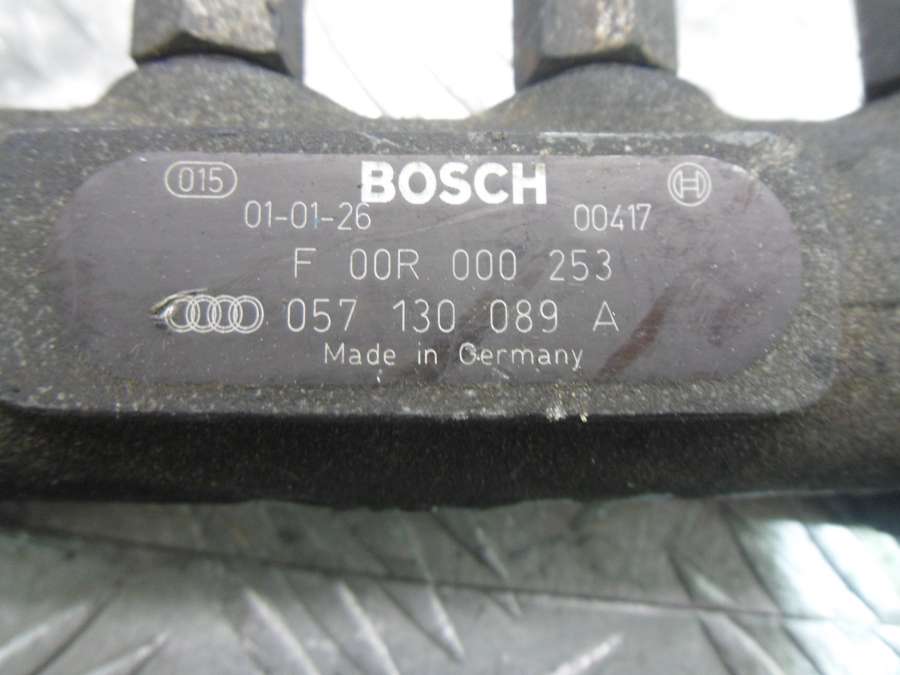 015 BOSCH
01-01-26 00417
F 00R 000 253
057 130 089 A
Made in Germany